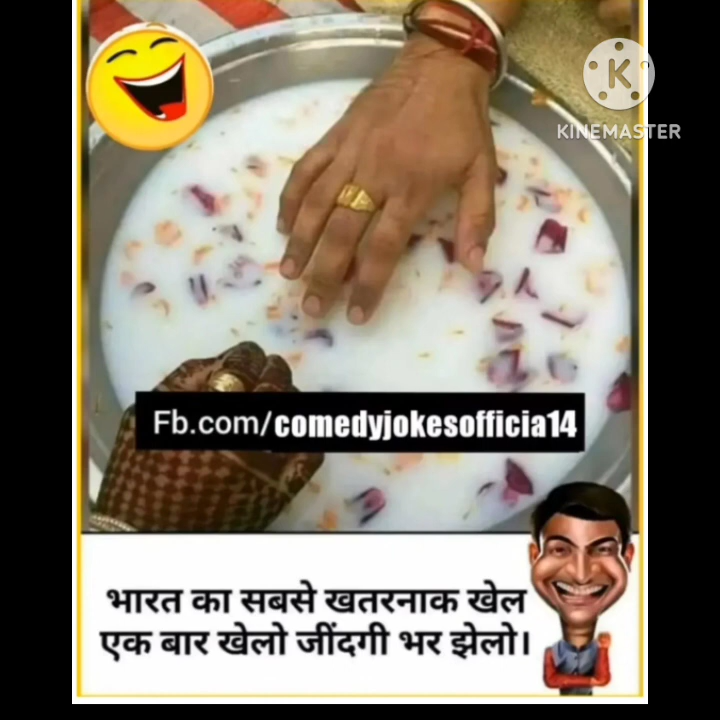 KINEMASTER
Fb.com/comedyjokesofficia14
भारत का सबसे खतरनाक खेल
एक बार खेलो जींदगी भर झेलो।